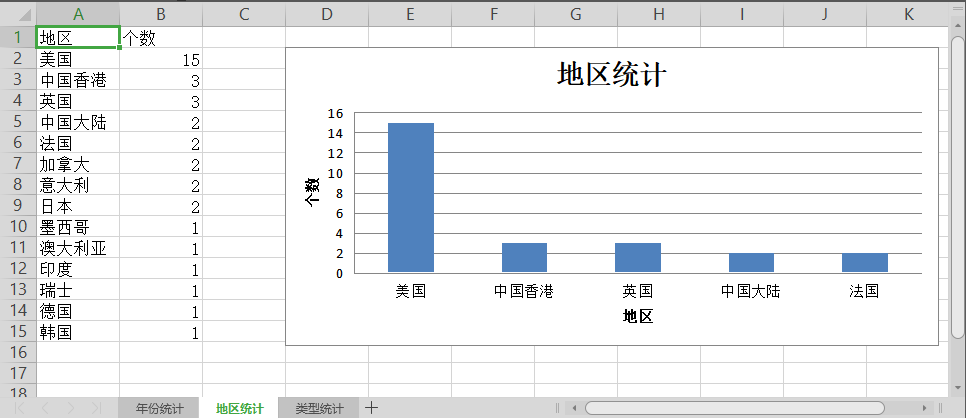 A B C D E F G H I J K
1 地区 个数
2 美国 15
3 中国香港 3
4 英国 3
5 中国大陆 2
6 法国 2
7 加拿大 2
8 意大利 2
9 日本 2
10 墨西哥 1
11 澳大利亚 1
12 印度 1
13 瑞士 1
14 德国 1
15 韩国 1
16
17
18
地区统计
个数
16
14
12
10
8
6
4
2
0
美国 中国香港 英国 中国大陆 法国
地区
年份统计 地区统计 类型统计